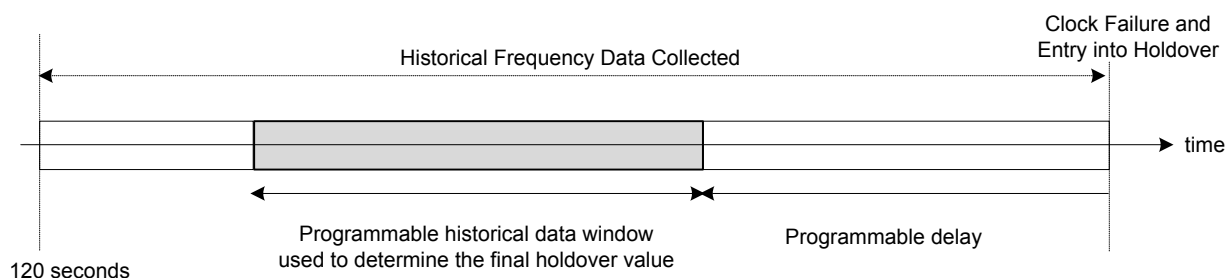 Clock Failure and
Entry into Holdover
Historical Frequency Data Collected
time
Programmable historical data window
used to determine the final holdover value
Programmable delay
120 seconds